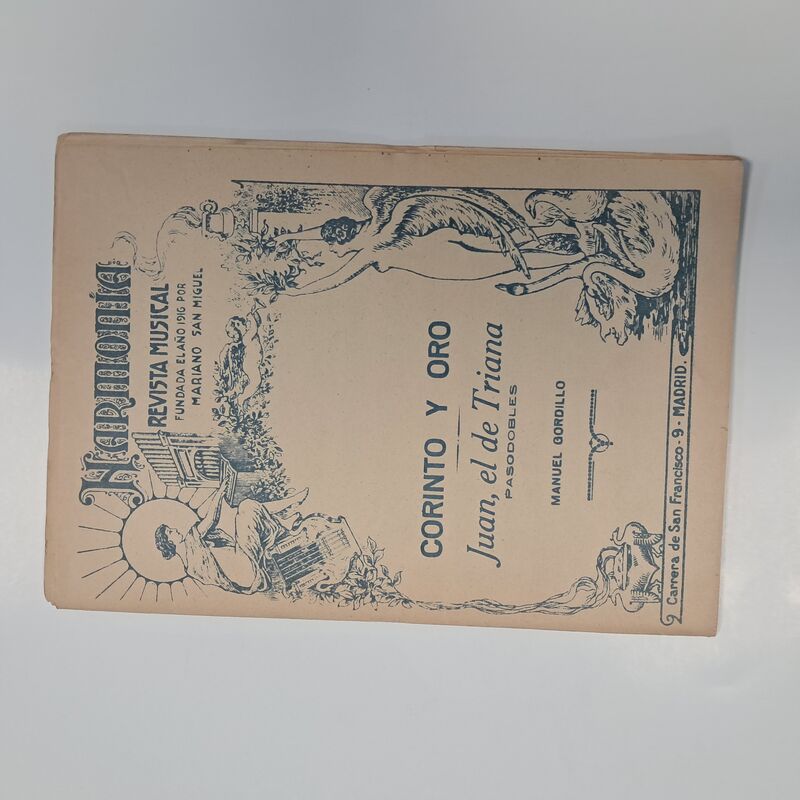 HARMONÍA
REVISTA MUSICAL
FUNDADA EL AÑO 1916 POR
MARIANO SAN MIGUEL
CORINTO Y ORO
Juan, el de Triana
PASODOBLES
MANUEL GORDILLO
Carrera de San Francisco - 9 - MADRID.